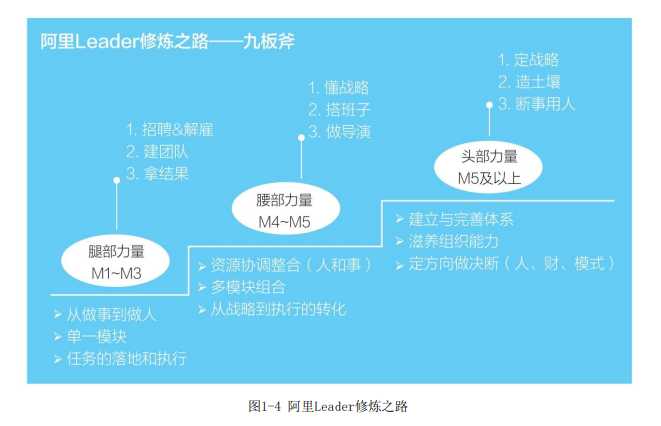 阿里Leader修炼之路——九板斧
1. 招聘&解雇
2. 建团队
3. 拿结果
腿部力量
M1~M3
➢ 从做事到做人
➢ 单一模块
➢ 任务的落地和执行
1. 懂战略
2. 搭班子
3. 做导演
腰部力量
M4~M5
➢ 资源协调整合（人和事）
➢ 多模块组合
➢ 从战略到执行的转化
1. 定战略
2. 造土壤
3. 断事用人
头部力量
M5及以上
➢ 建立与完善体系
➢ 滋养组织能力
➢ 定方向做决断（人、财、模式）
图1-4 阿里Leader修炼之路